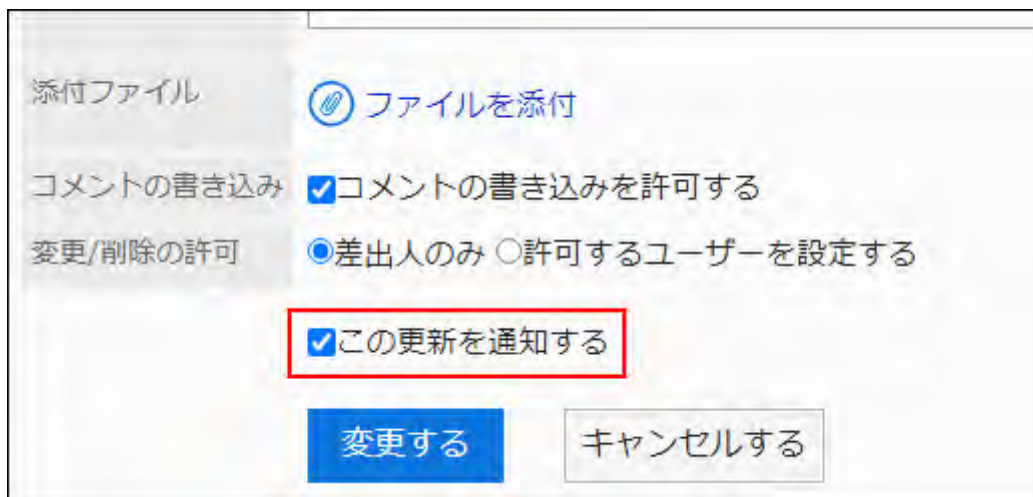 添付ファイル
ファイルを添付
コメントの書き込み コメントの書き込みを許可する
変更/削除の許可 差出人のみ 許可するユーザーを設定する
この更新を通知する
変更する キャンセルする